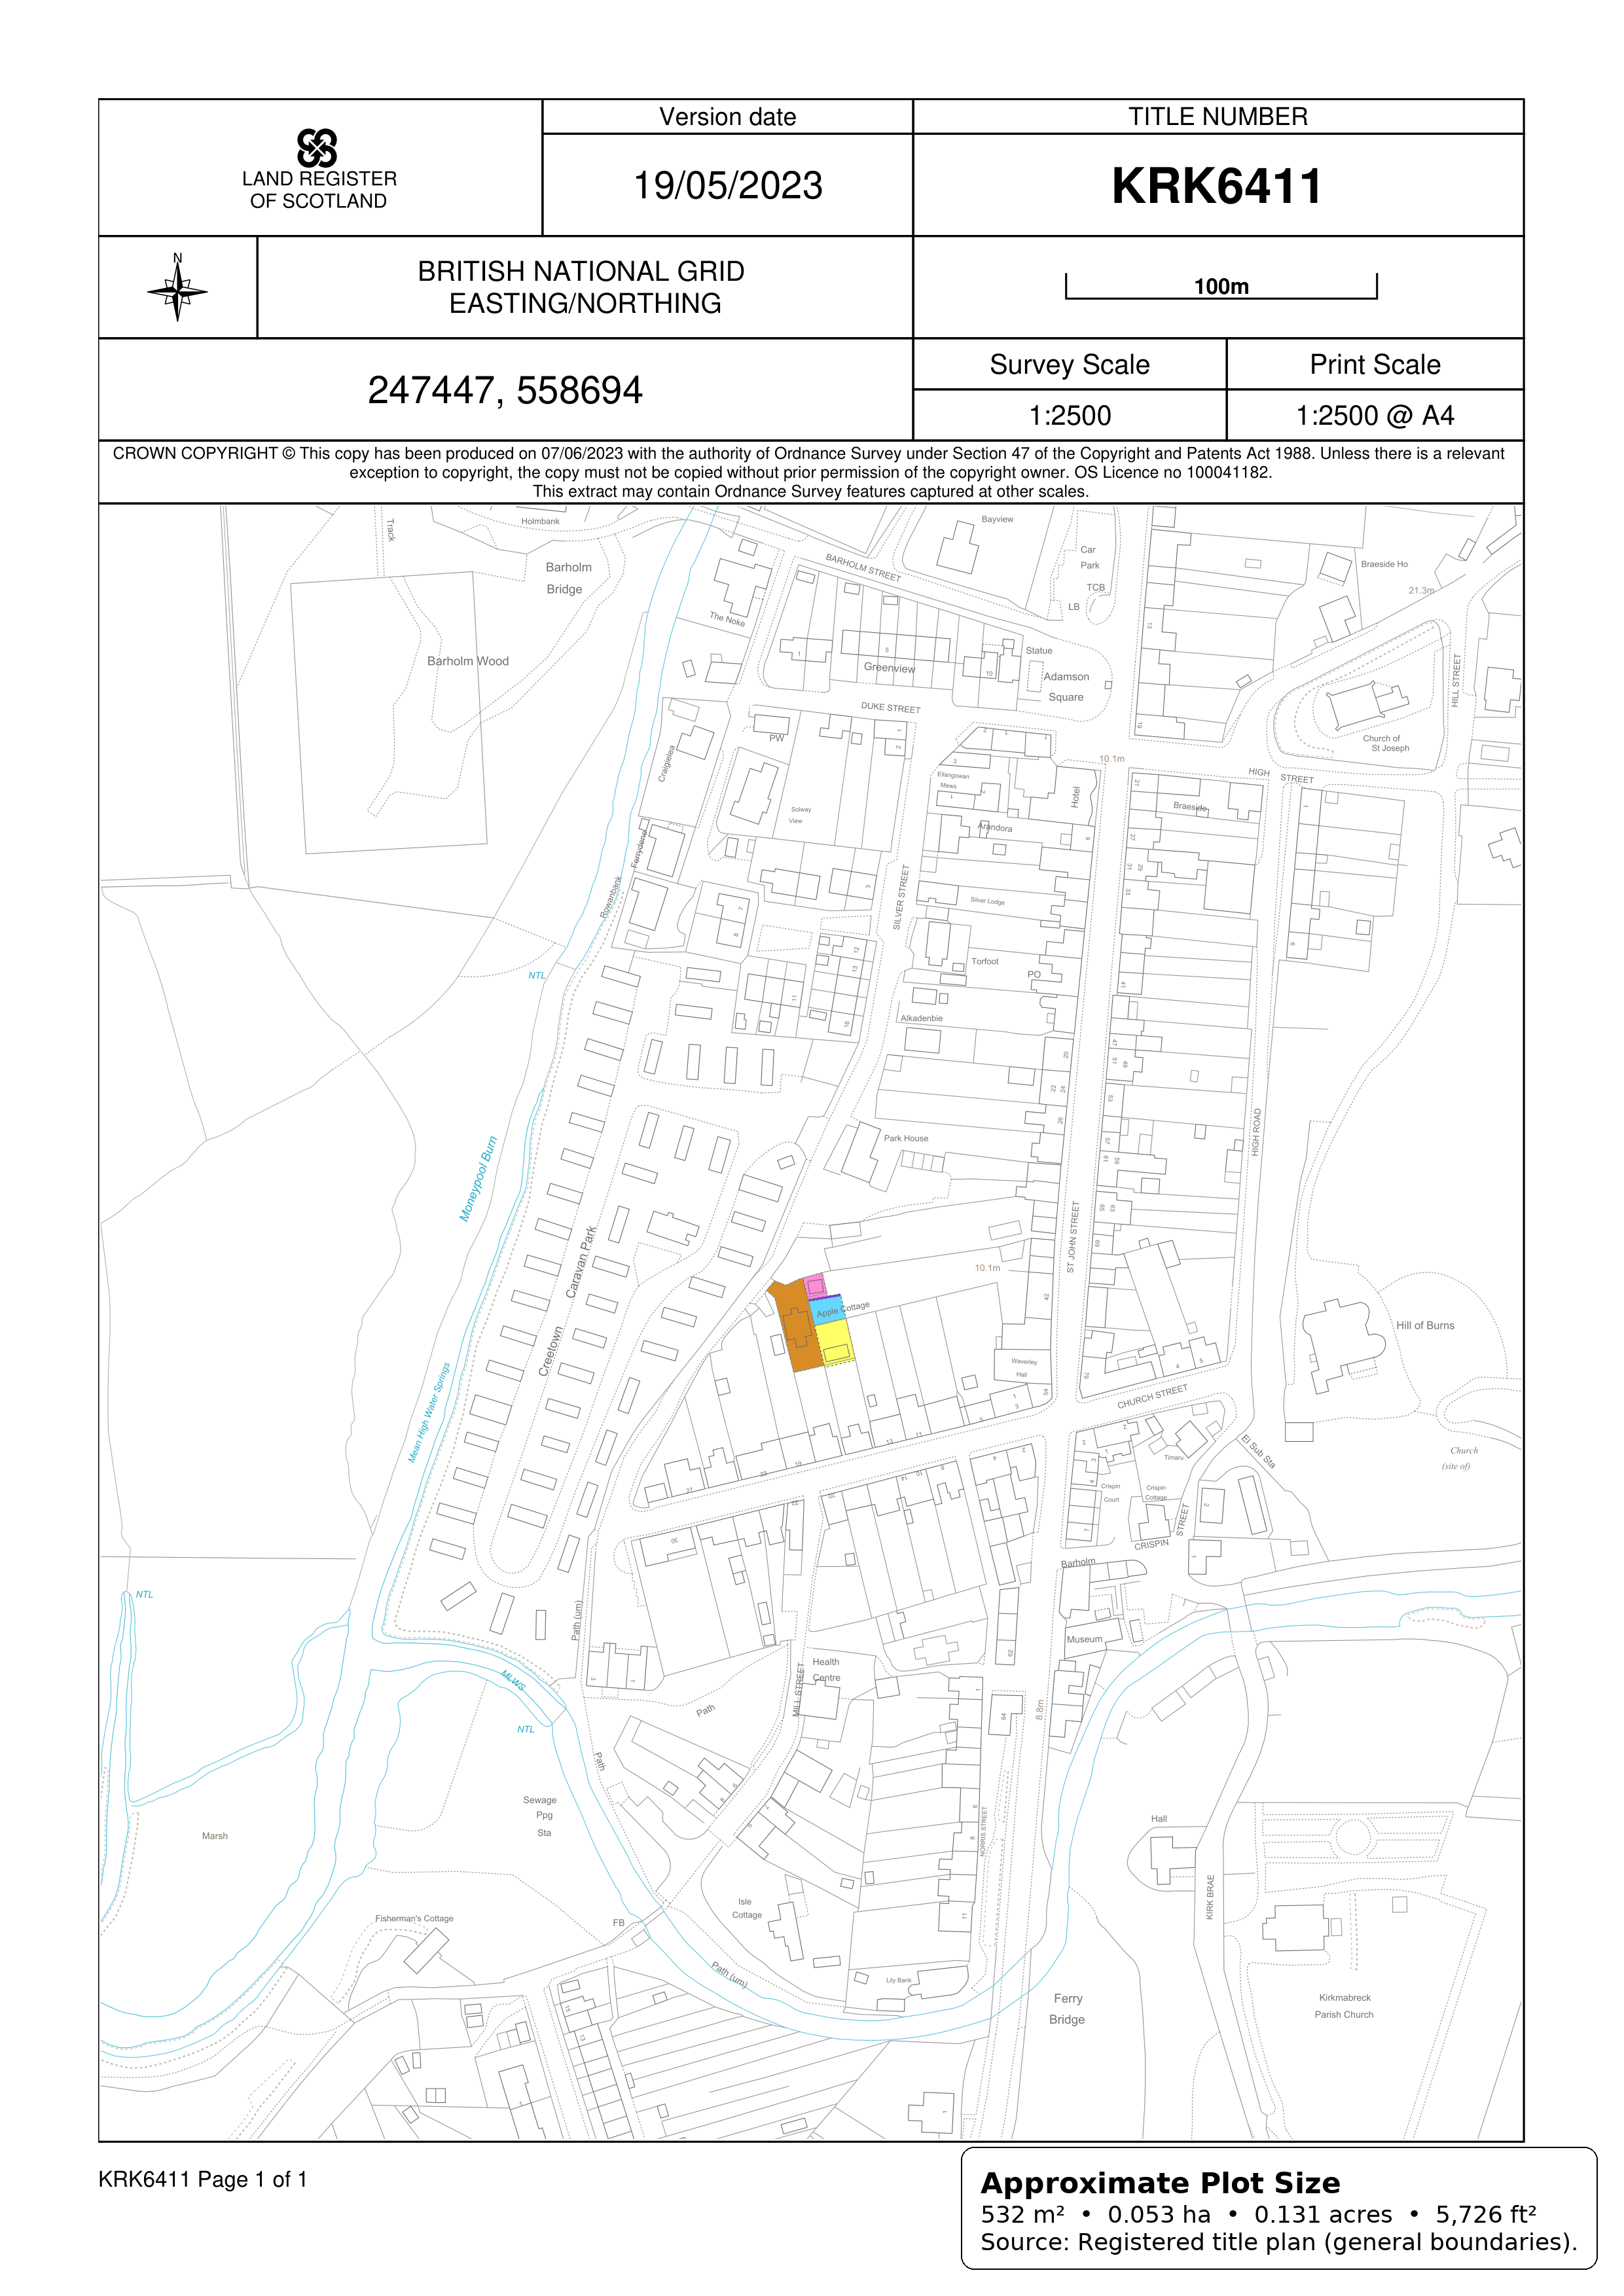 LAND REGISTER
OF SCOTLAND
Version date
19/05/2023
TITLE NUMBER
KRK6411
N
BRITISH NATIONAL GRID
EASTING/NORTHING
100m
247447, 558694
Survey Scale
1:2500
Print Scale
1:2500 @ A4
CROWN COPYRIGHT © This copy has been produced on 07/06/2023 with the authority of Ordnance Survey under Section 47 of the Copyright and Patents Act 1988. Unless there is a relevant
exception to copyright, the copy must not be copied without prior permission of the copyright owner. OS Licence no 100041182.
This extract may contain Ordnance Survey features captured at other scales.
Track
Holmbank
Barholm
Bridge
Barholm Wood
The Noke
BARHOLM STREET
Bayview
Car
Park
TCB
LB
Braeside Ho
21.3m
Greenview
Statue
Adamson
Square
HILL STREET
Church of
St Joseph
DUKE STREET
PW
Craigielea
Solway
View
Ellangowan
Mews
Hotel
10.1m
HIGH STREET
Braeside
Arandora
Ferrydene
Rowanbank
SILVER STREET
Silver Lodge
Torfoot
PO
NTL
Alkadenbie
Park House
HIGH ROAD
Moneypool Burn
ST JOHN STREET
Creetown Caravan Park
10.1m
Apple Cottage
Mean High Water Springs
Waverley
Hall
CHURCH STREET
Hill of Burns
El Sub Sta
Church
(site of)
Timaru
Crispin
Court
Crispin
Cottage
CRISPIN STREET
Barholm
NTL
Path (um)
Museum
Health
Centre
MILL STREET
MLWS
NTL
Path
Path
8.8m
Sewage
Ppg
Sta
Marsh
NORRIS STREET
Hall
KIRK BRAE
Isle
Cottage
Fisherman's Cottage
FB
Path (um)
Lily Bank
Ferry
Bridge
Kirkmabreck
Parish Church
KRK6411 Page 1 of 1
Approximate Plot Size
532 m² • 0.053 ha • 0.131 acres • 5,726 ft²
Source: Registered title plan (general boundaries).